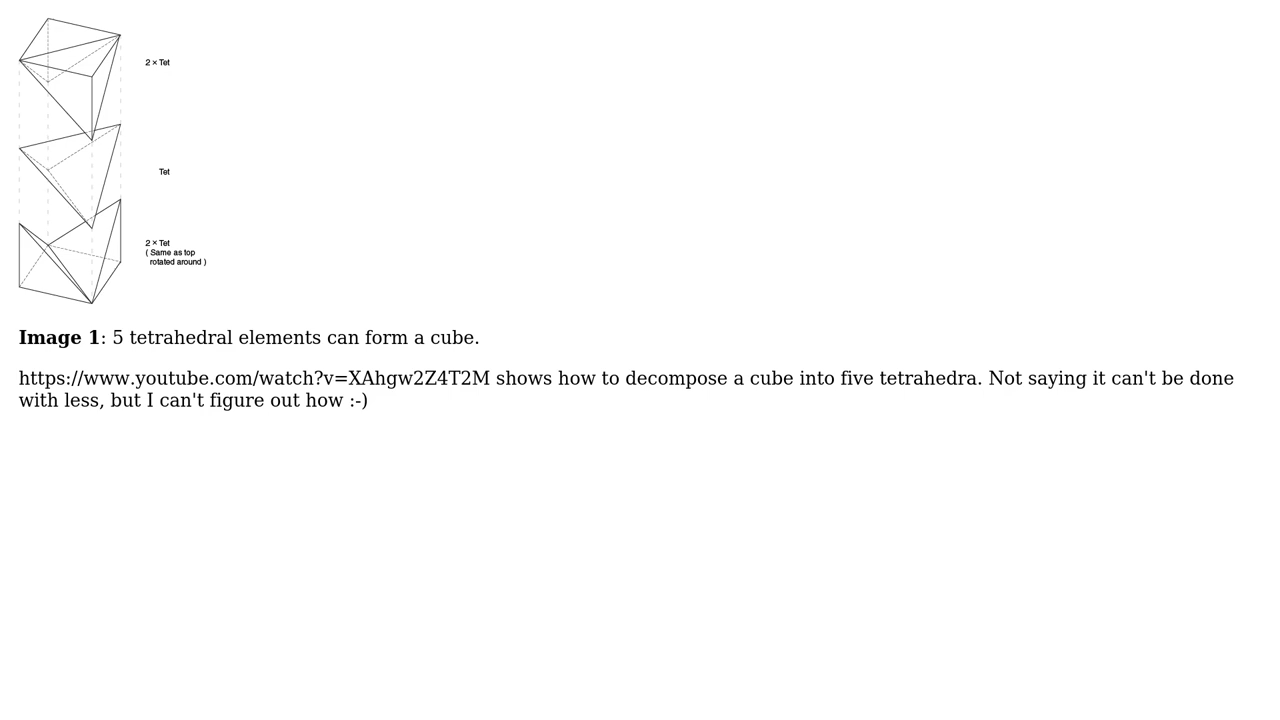 2 × Tet
Tet
2 × Tet
( Same as top
rotated around )
Image 1: 5 tetrahedral elements can form a cube.
https://www.youtube.com/watch?v=XAhgw2Z4T2M shows how to decompose a cube into five tetrahedra. Not saying it can't be done
with less, but I can't figure out how :-)